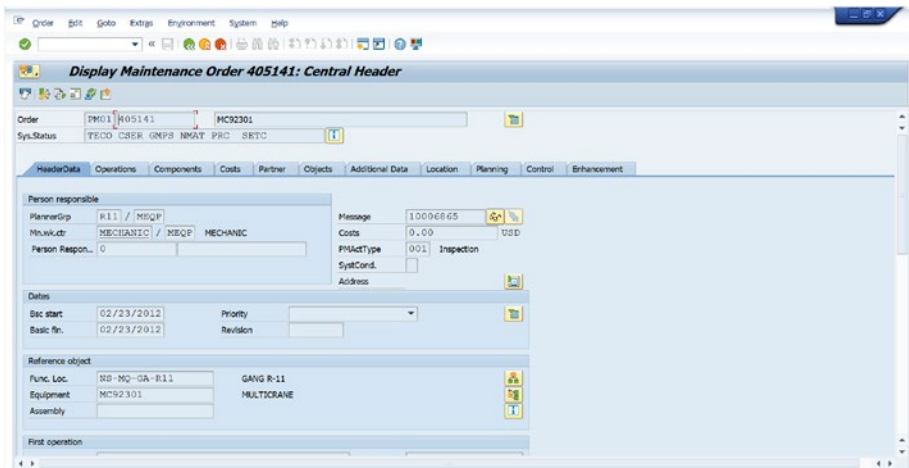 Order Edit Goto Extras Environment System Help
Display Maintenance Order 405141: Central Header
Order PM01 405141 MC92301
Sys.Status TECO CSER GMPS NMAT PRC SETC
HeaderData Operations Components Costs Partner Objects Additional Data Location Planning Control Enhancement
Person responsible
PlannerGrp R11 / MEQP Message 10006865
Mn.wk.ctr MECHANIC / MEQP MECHANIC Costs 0.00 USD
Person Respon... 0 PMActType 001 Inspection
SystCond.
Address
Dates
Bsc start 02/23/2012 Priority
Basic fin. 02/23/2012 Revision
Reference object
Func. Loc. NS-MQ-GA-R11 GANG R-11
Equipment MC92301 MULTICRANE
Assembly
First operation